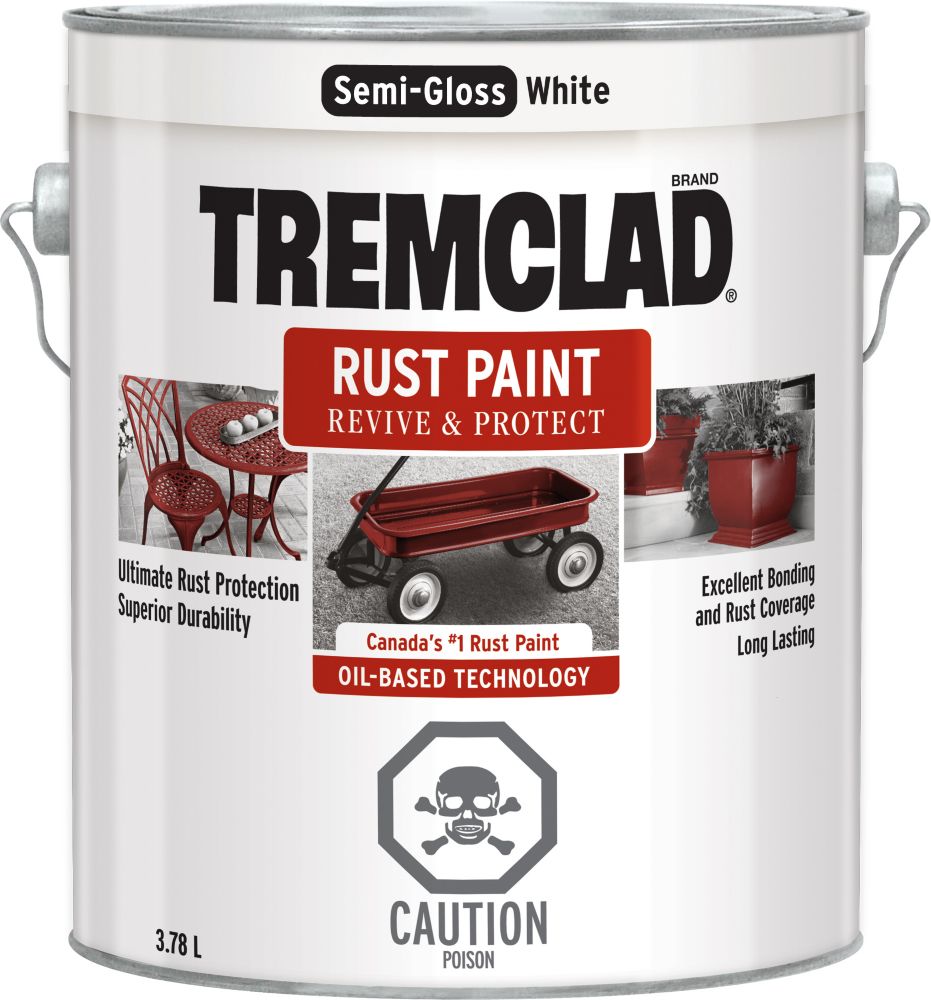 Semi-Gloss White
BRAND
TREMCLAD®
RUST PAINT
REVIVE & PROTECT
Ultimate Rust Protection
Superior Durability
Excellent Bonding
and Rust Coverage
Long Lasting
Canada's #1 Rust Paint
OIL-BASED TECHNOLOGY
CAUTION
POISON
3.78 L